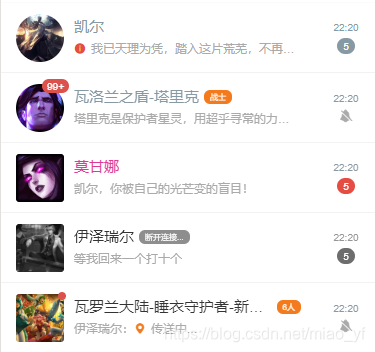 凯尔 22:20
我已天理为凭，踏入这片荒芜，不再… 5
99+
瓦洛兰之盾-塔里克 战士 22:20
塔里克是保护者星灵，用超乎寻常的力…
莫甘娜 22:20
凯尔，你被自己的光芒变的盲目！ 5
伊泽瑞尔 断开连接... 22:20
等我回来一个打十个 6
瓦罗兰大陆-睡衣守护者-新… 6人 22:20
伊泽瑞尔： 传送中...
https://blog.csdn.net/miao_yf